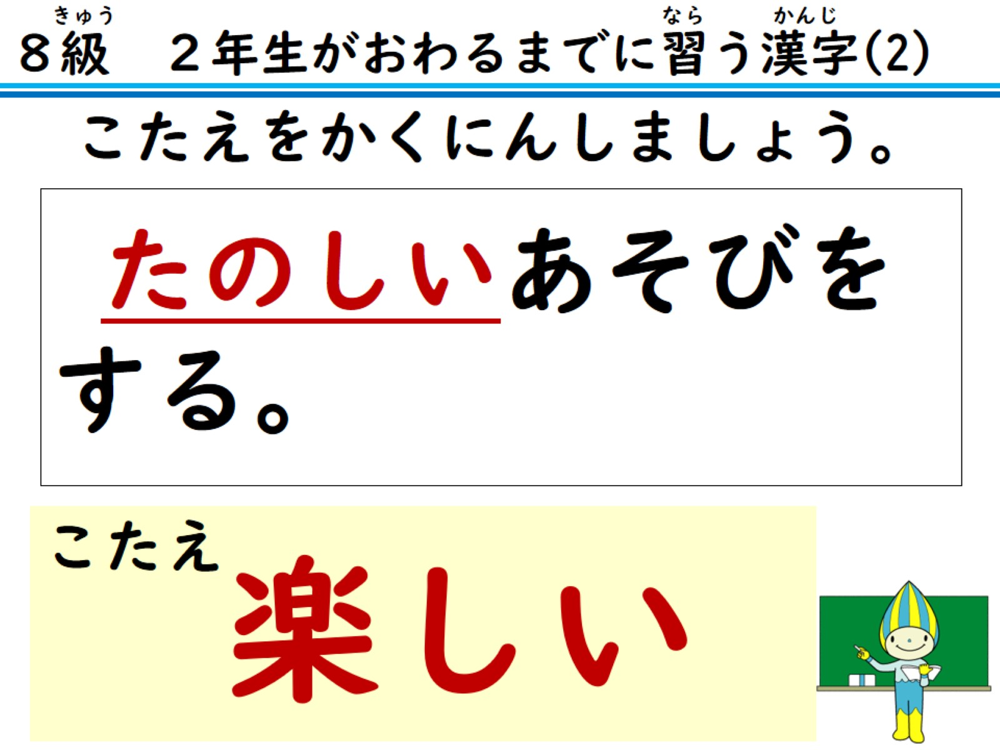 きゅう なら かんじ
８級　２年生がおわるまでに習う漢字(2)
こたえをかくにんしましょう。
たのしいあそびを
する。
こたえ
楽しい